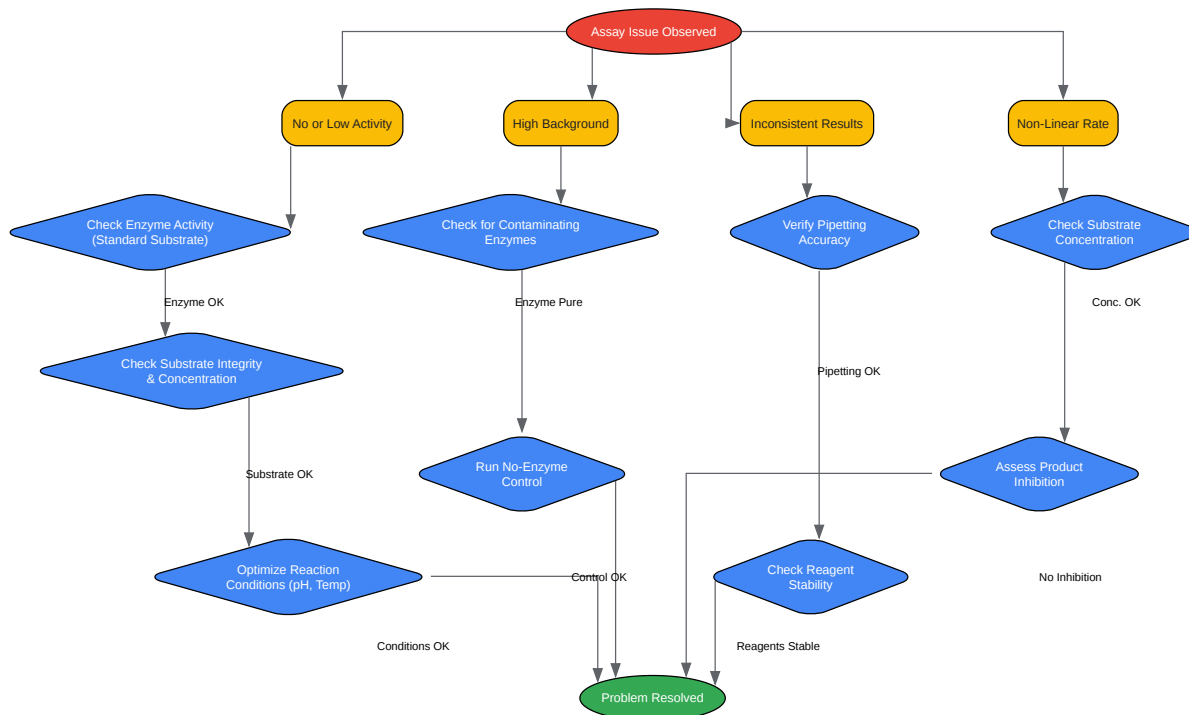 Assay Issue Observed
No or Low Activity
High Background
Inconsistent Results
Non-Linear Rate
Check Enzyme Activity
(Standard Substrate)
Check for Contaminating
Enzymes
Verify Pipetting
Accuracy
Check Substrate
Concentration
Enzyme OK
Enzyme Pure
Conc. OK
Check Substrate Integrity
& Concentration
Pipetting OK
Substrate OK
Run No-Enzyme
Control
Assess Product
Inhibition
Optimize Reaction
Conditions (pH, Temp)
Control OK
Check Reagent
Stability
No Inhibition
Conditions OK
Reagents Stable
Problem Resolved